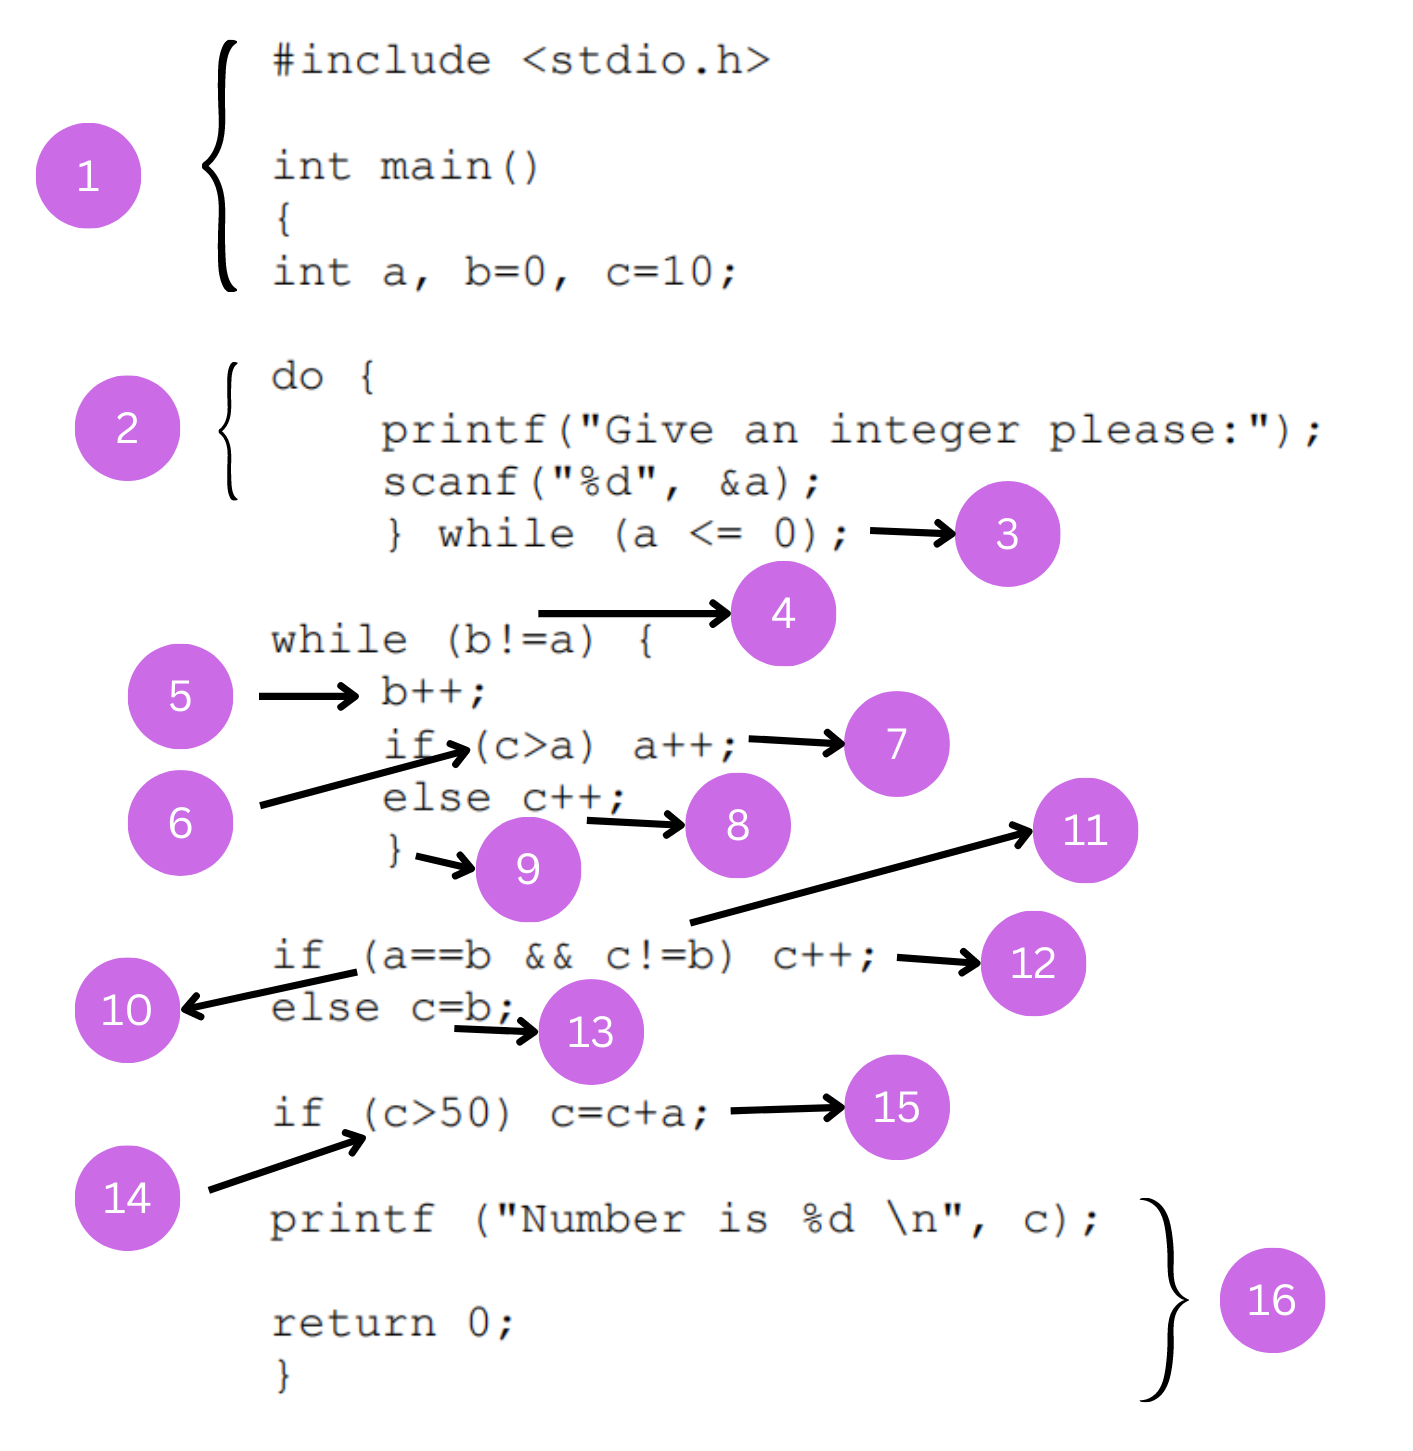 #include <stdio.h>
1
int main()
{
int a, b=0, c=10;
do {
2
printf("Give an integer please:");
scanf("%d", &a);
} while (a <= 0);
3
4
while (b!=a) {
5
b++;
if (c>a) a++;
7
6
else c++;
8
11
}
9
if (a==b && c!=b) c++;
12
10
else c=b;
13
if (c>50) c=c+a;
15
14
printf ("Number is %d \n", c);
16
return 0;
}